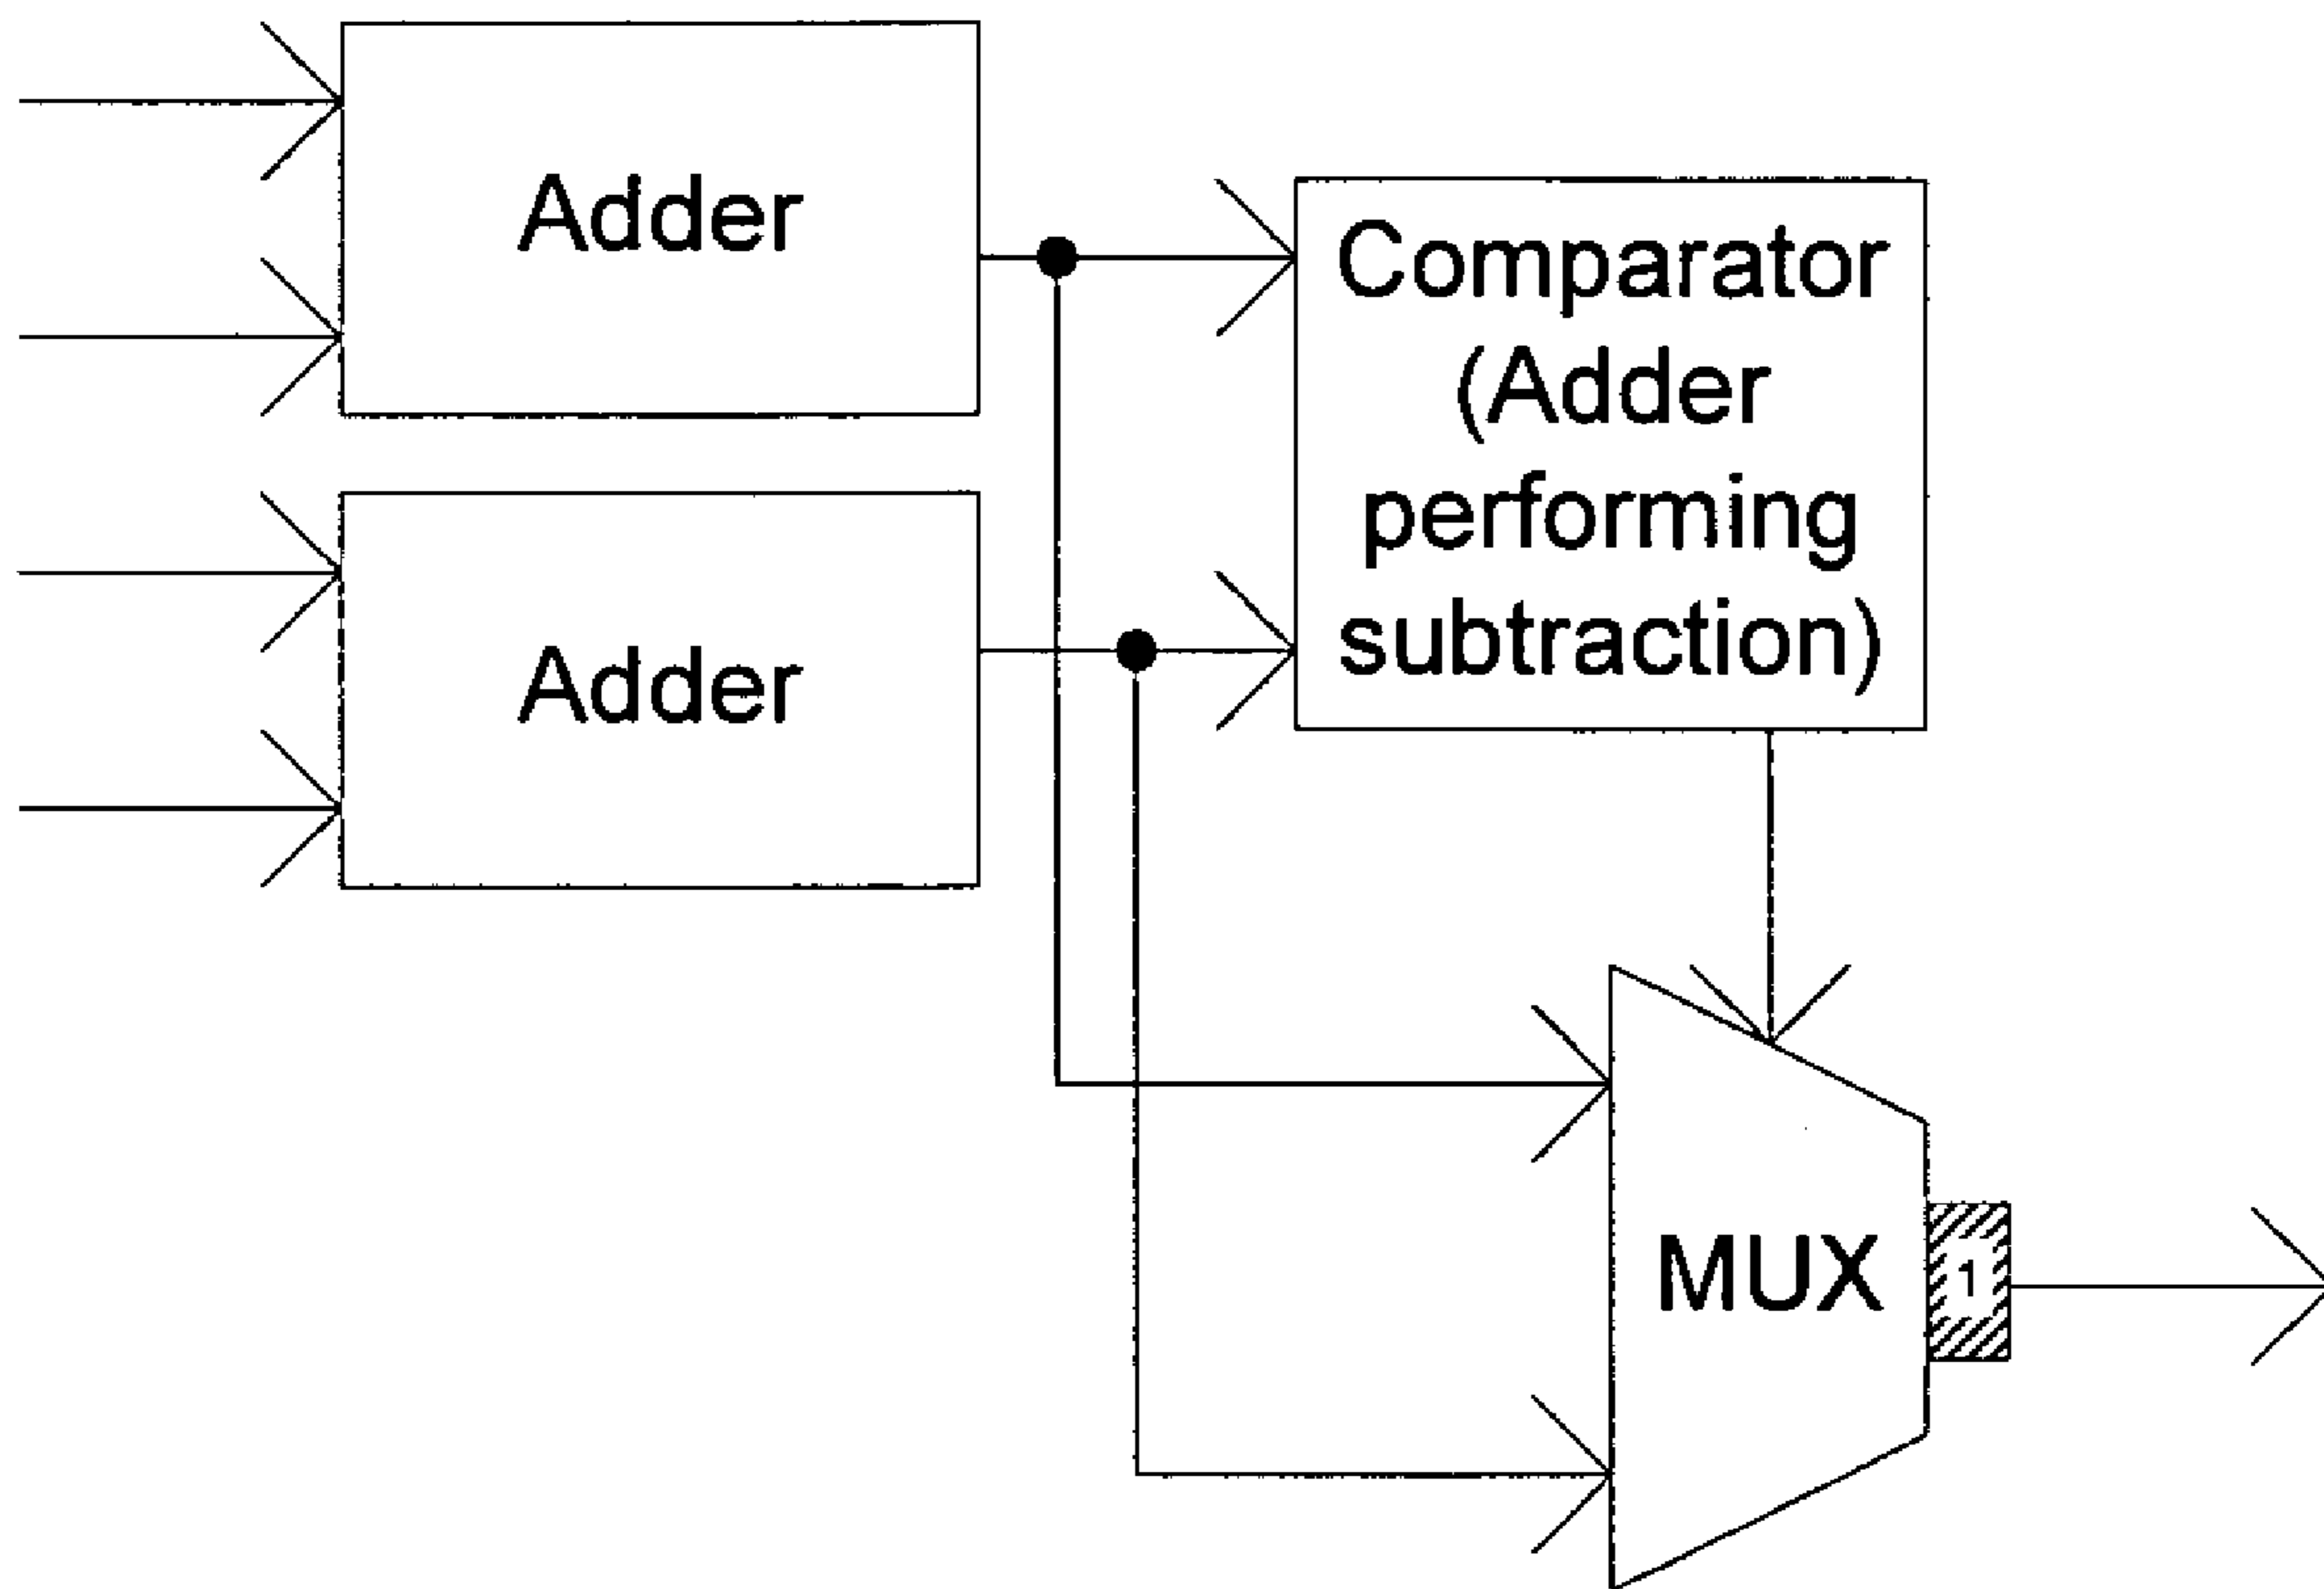 Adder
Adder
Comparator
(Adder
performing
subtraction)
MUX
1